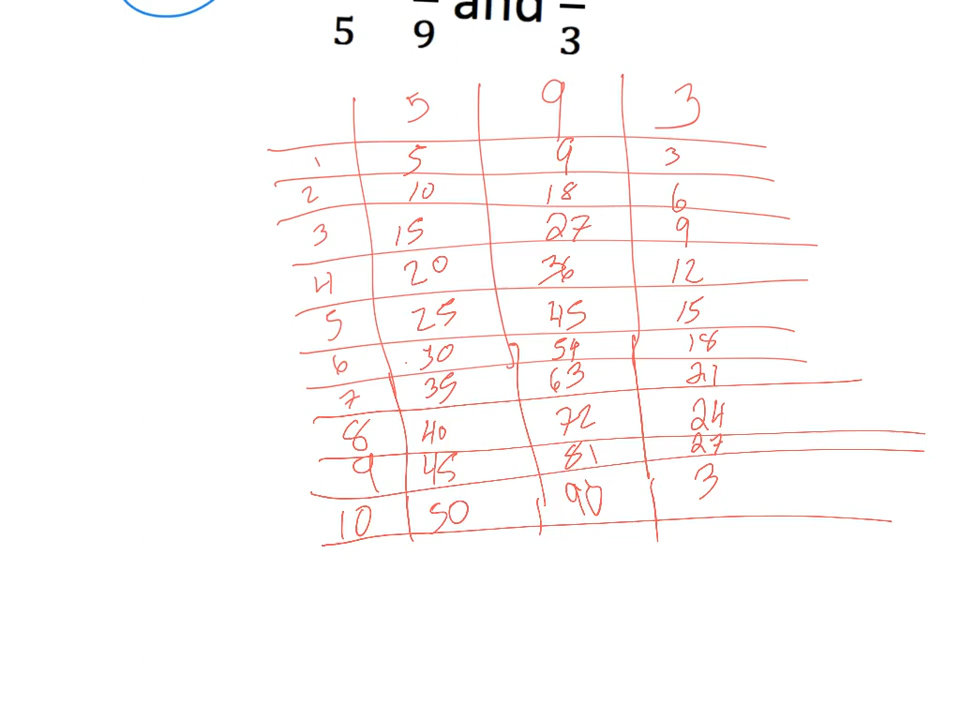 5 9 and 3
5 9 3
1 5 9 3
2 10 18 6
3 15 27 9
4 20 36 12
5 25 45 15
6 30 54 18
7 35 63 21
8 40 72 24
9 45 81 27
10 50 90 3